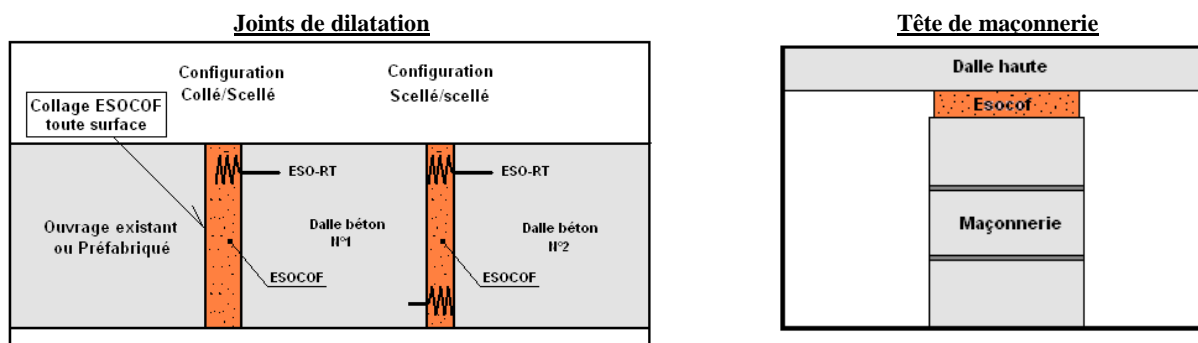 Joints de dilatation
Configuration
Collé/Scellé
Configuration
Scellé/scellé
Collage ESOCOF
toute surface
ESO-RT
ESO-RT
Ouvrage existant
ou Préfabriqué
Dalle béton
N°1
Dalle béton
N°2
ESOCOF
ESOCOF
Tête de maçonnerie
Dalle haute
Esocof
Maçonnerie